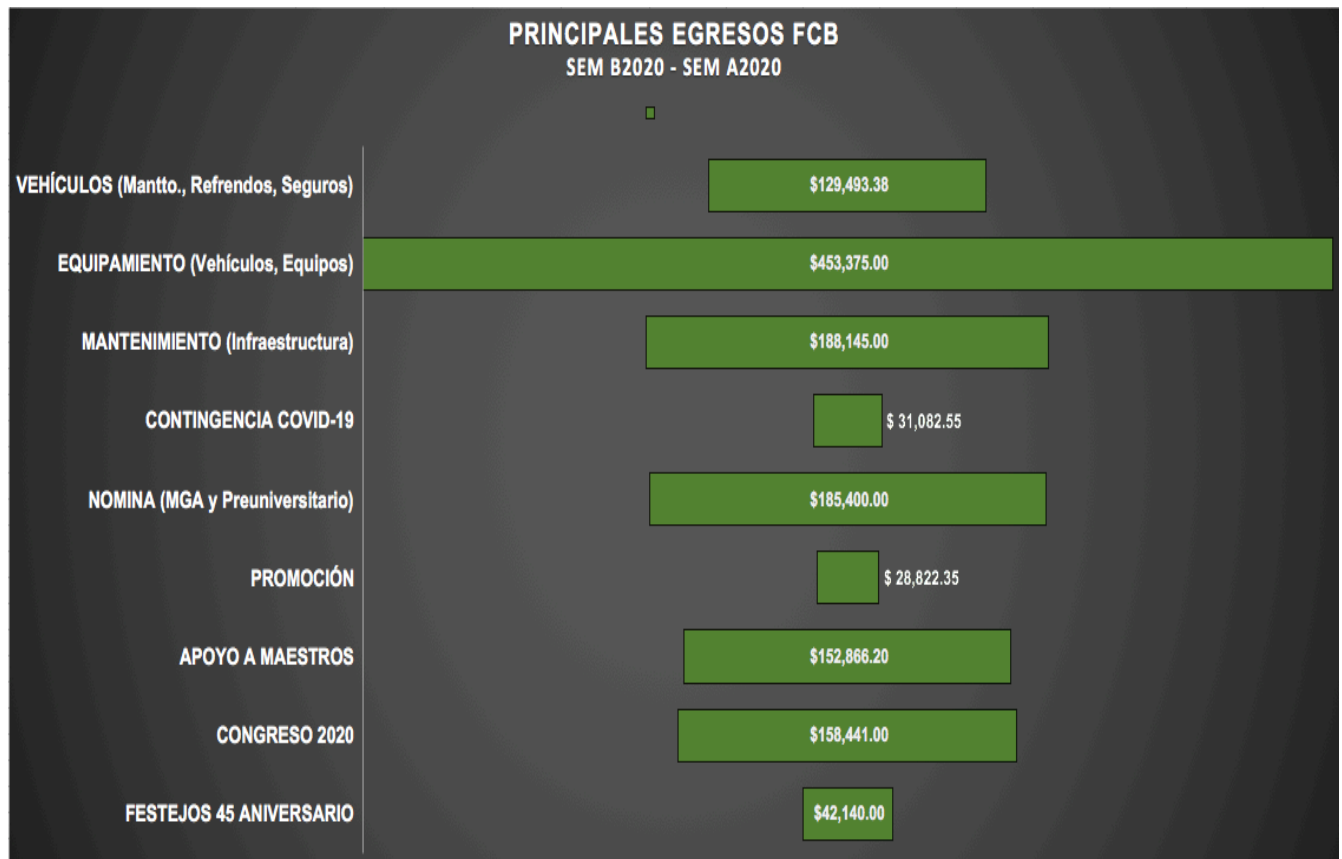 PRINCIPALES EGRESOS FCB
SEM B2020 - SEM A2020
VEHÍCULOS (Mantto., Refrendos, Seguros) $129,493.38
EQUIPAMIENTO (Vehículos, Equipos) $453,375.00
MANTENIMIENTO (Infraestructura) $188,145.00
CONTINGENCIA COVID-19 $ 31,082.55
NOMINA (MGA y Preuniversitario) $185,400.00
PROMOCIÓN $ 28,822.35
APOYO A MAESTROS $152,866.20
CONGRESO 2020 $158,441.00
FESTEJOS 45 ANIVERSARIO $42,140.00